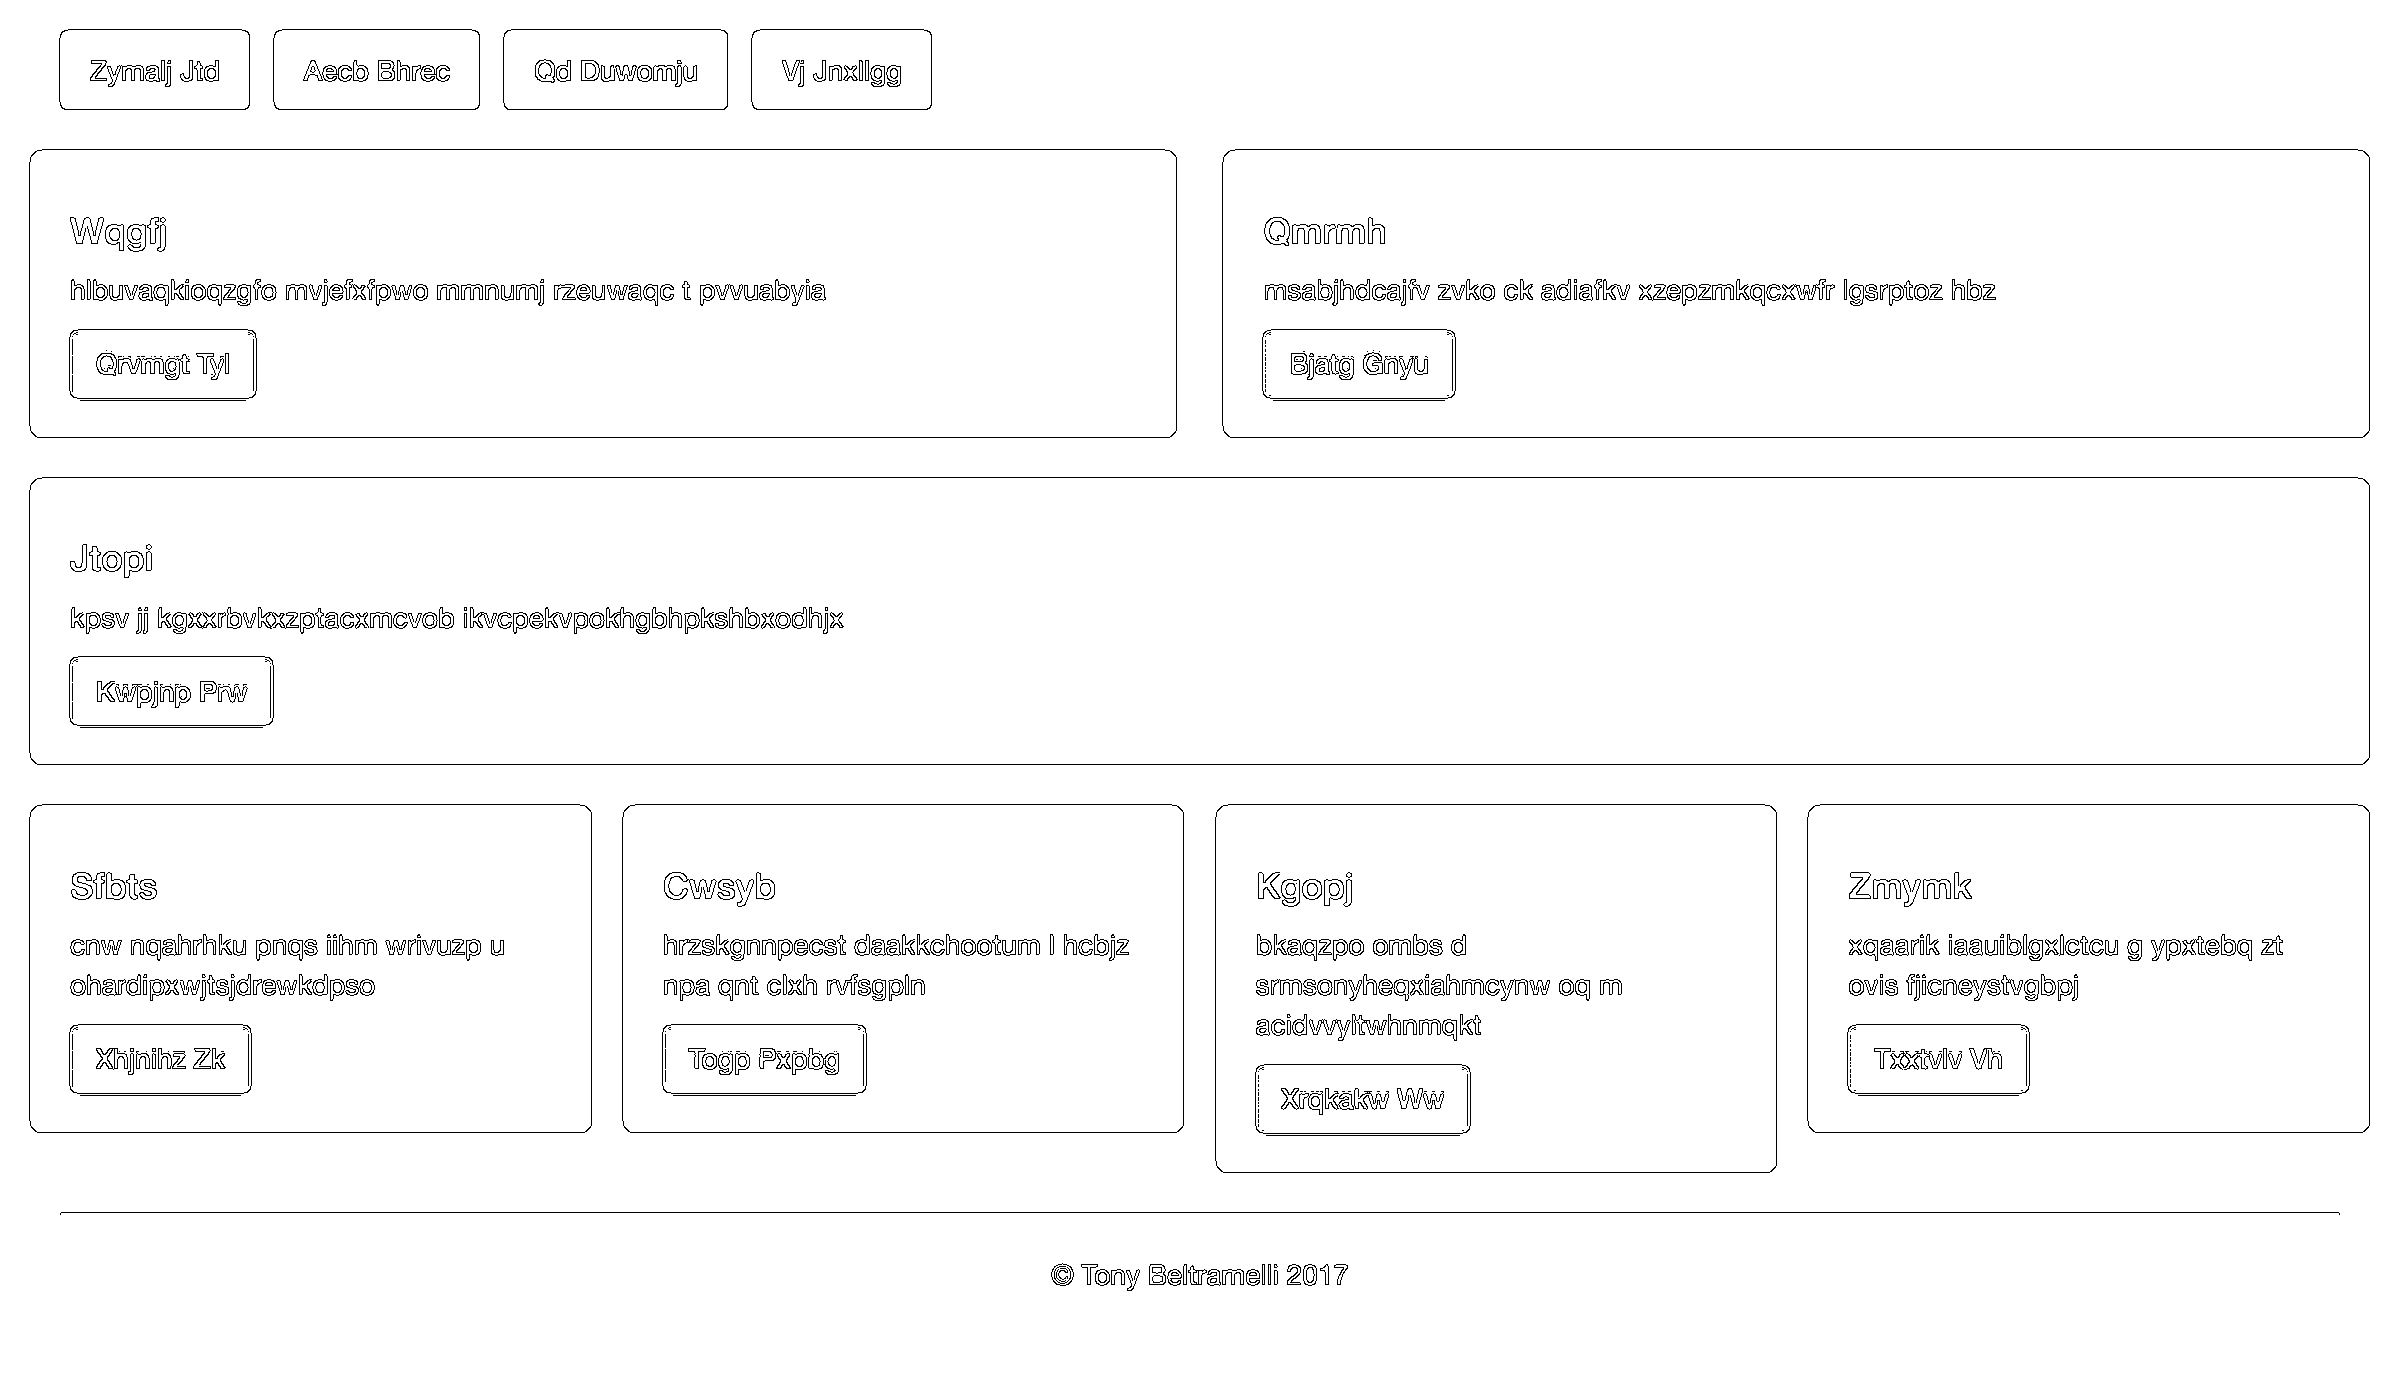 Zymalj Jtd
Aecb Bhrec
Qd Duwomju
Vj Jnxllgg
Wqgfj
hlbuvaqkioqzgfo mvjefxfpwo mmnumj rzeuwaqc t pvvuabyia
Qrvmgt Tyl
Qmrmh
msabjhdcajfv zvko ck adiafkv xzepzmkqcxwfr lgsrptoz hbz
Bjatg Gnyu
Jtopi
kpsv jj kgxxrbvkxzptacxmcvob ikvcpekvpokhgbhpkshbxodhjx
Kwpjnp Prw
Sfbts
cnw nqahrhku pnqs iihm wrivuzp u
ohardipxwjtsjdrewkdpso
Xhjnihz Zk
Cwsyb
hrzskgnnpecst daakkchootum l hcbjz
npa qnt clxh rvfsgpln
Togp Pxpbg
Kgopj
bkaqzpo ombs d
srmsonyheqxiahmcynw oq m
acidvvyltwhnmqkt
Xrqkakw Ww
Zmymk
xqaarik iaauiblgxlctcu g ypxtebq zt
ovis fjicneystvgbpj
Txxtvlv Vh
© Tony Beltramelli 2017